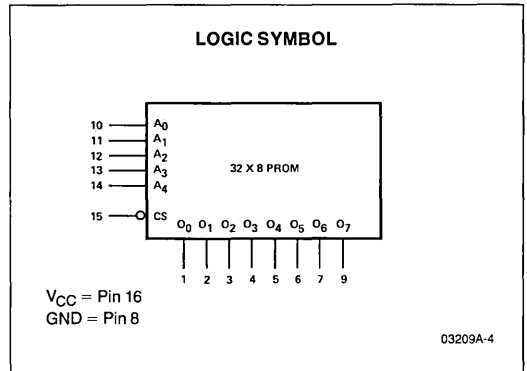 LOGIC SYMBOL
10 A0
11 A1
12 A2
13 A3
14 A4
32 X 8 PROM
15 CS
O0 O1 O2 O3 O4 O5 O6 O7
1 2 3 4 5 6 7 9
VCC = Pin 16
GND = Pin 8
03209A-4